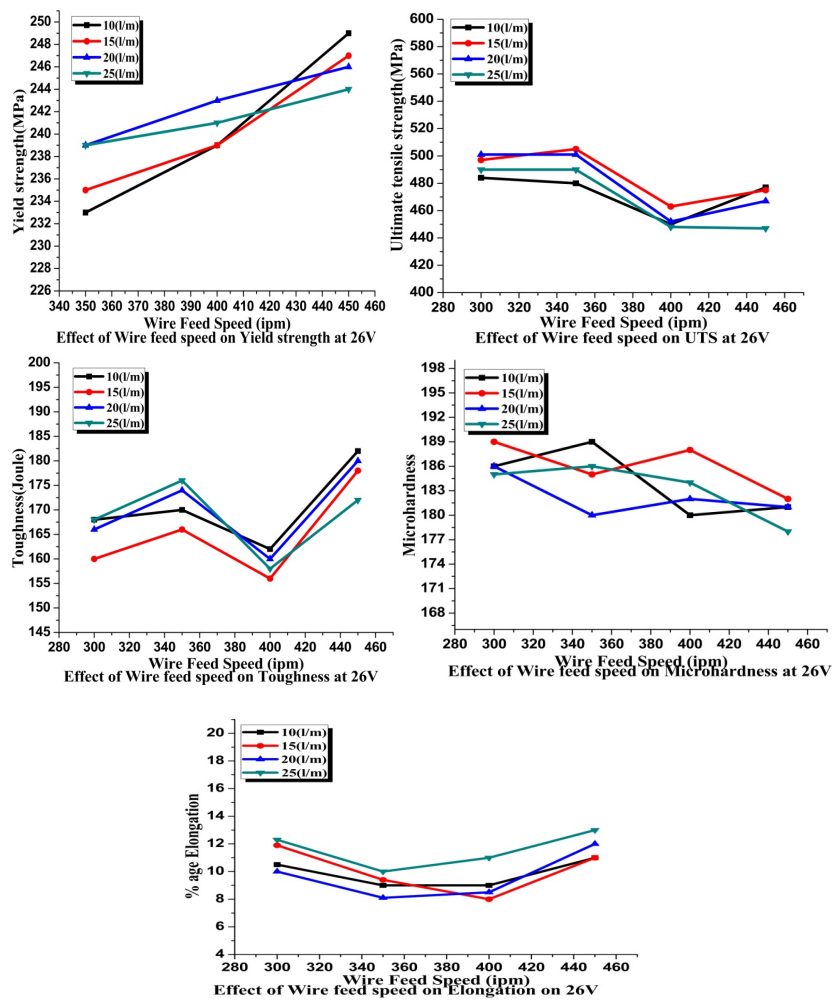 10(l/m)
15(l/m)
20(l/m)
25(l/m)
250
248
246
244
242
240
238
236
234
232
230
228
226
Yield strength(MPa)
340 350 360 370 380 390 400 410 420 430 440 450 460
Wire Feed Speed (ipm)
Effect of Wire feed speed on Yield strength at 26V
10(l/m)
15(l/m)
20(l/m)
25(l/m)
600
580
560
540
520
500
480
460
440
420
400
Ultimate tensile strength(MPa)
280 300 320 340 360 380 400 420 440 460
Wire Feed Speed (ipm)
Effect of Wire feed speed on UTS at 26V
10(l/m)
15(l/m)
20(l/m)
25(l/m)
200
195
190
185
180
175
170
165
160
155
150
145
Toughness(Joule)
280 300 320 340 360 380 400 420 440 460
Wire Feed Speed (ipm)
Effect of Wire feed speed on Toughness at 26V
10(l/m)
15(l/m)
20(l/m)
25(l/m)
198
195
192
189
186
183
180
177
174
171
168
Microhardness
280 300 320 340 360 380 400 420 440 460
Wire Feed Speed (ipm)
Effect of Wire feed speed on Microhardness at 26V
10(l/m)
15(l/m)
20(l/m)
25(l/m)
20
18
16
14
12
10
8
6
4
% age Elongation
280 300 320 340 360 380 400 420 440 460
Wire Feed Speed (ipm)
Effect of Wire feed speed on Elongation on 26V